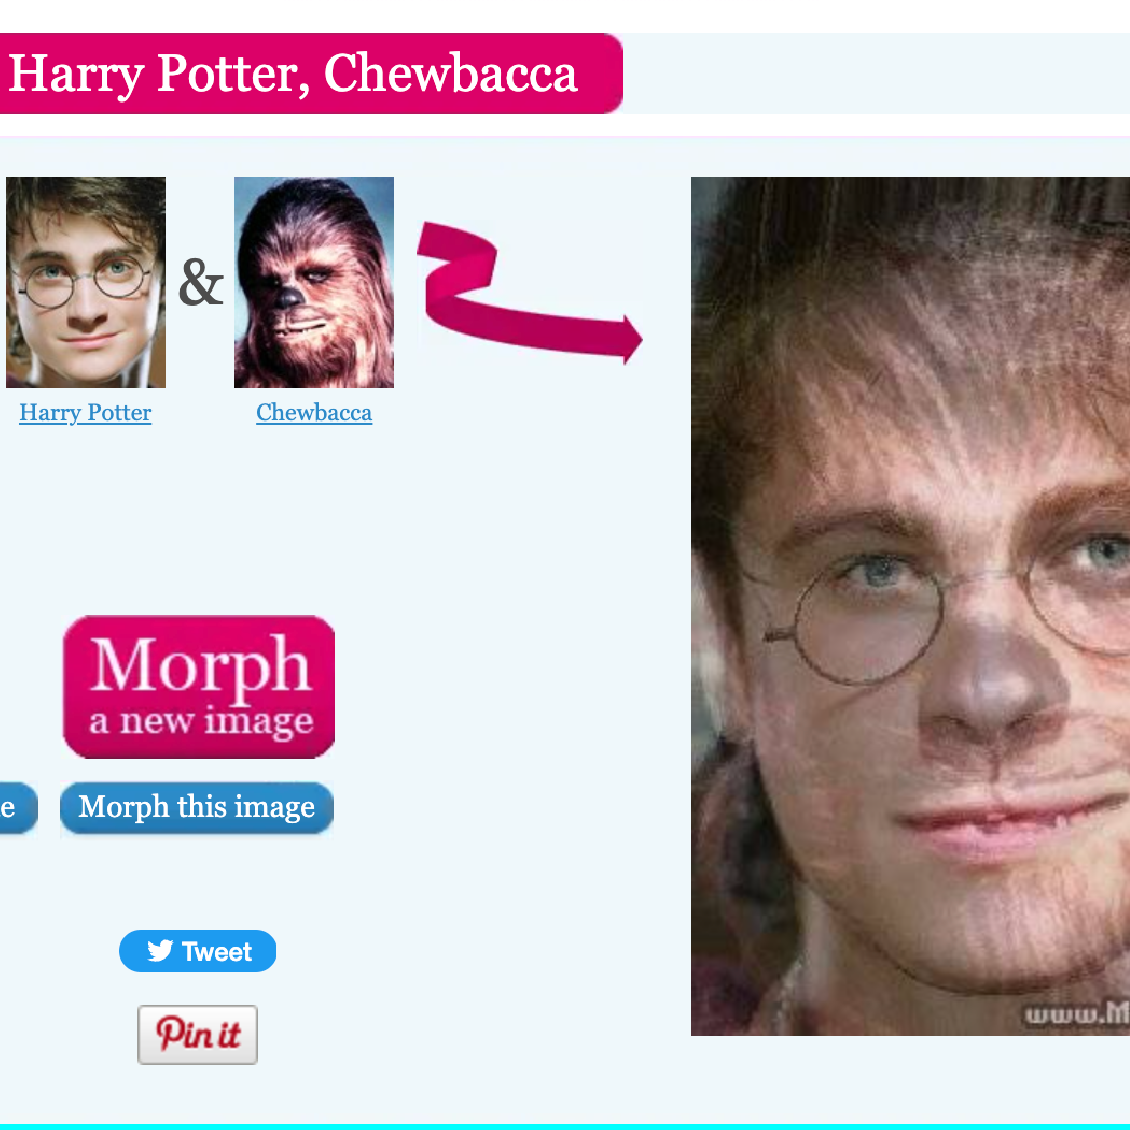 Harry Potter, Chewbacca
&
Harry Potter
Chewbacca
Morph
a new image
Morph this image
Tweet
Pin it
www.M